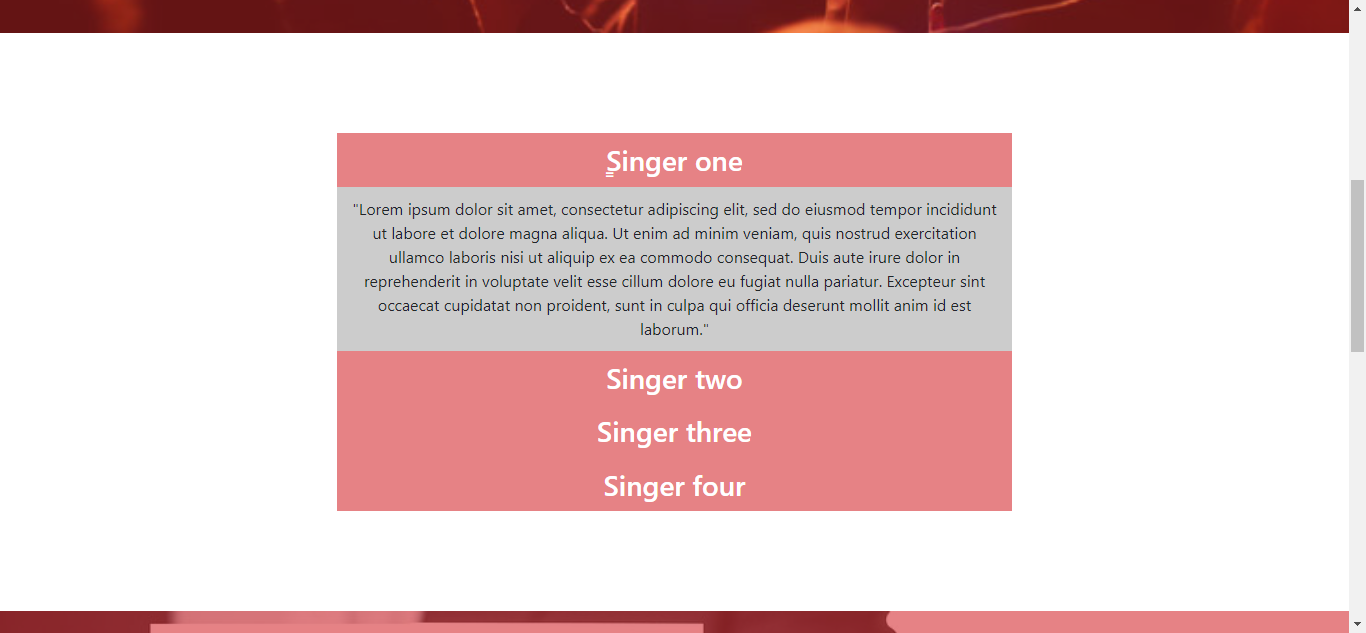 Singer one
"Lorem ipsum dolor sit amet, consectetur adipiscing elit, sed do eiusmod tempor incididunt
ut labore et dolore magna aliqua. Ut enim ad minim veniam, quis nostrud exercitation
ullamco laboris nisi ut aliquip ex ea commodo consequat. Duis aute irure dolor in
reprehenderit in voluptate velit esse cillum dolore eu fugiat nulla pariatur. Excepteur sint
occaecat cupidatat non proident, sunt in culpa qui officia deserunt mollit anim id est
laborum."
Singer two
Singer three
Singer four